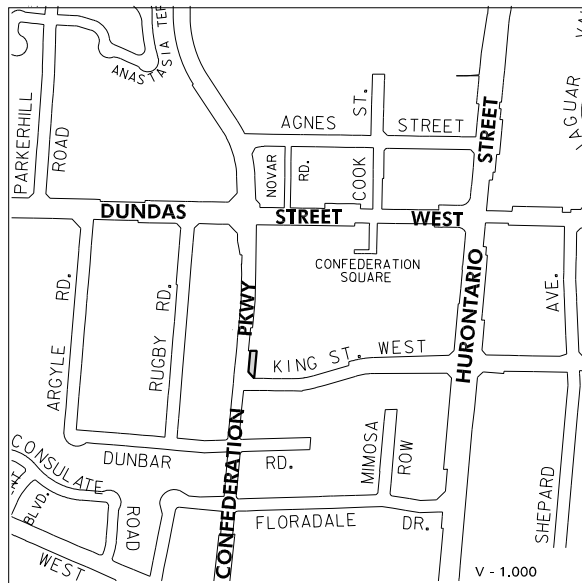 ANASTASIA TER
PARKERHILL
ROAD
AGNES STREET
ST.
COOK
STREET
NOVAR
RD.
DUNDAS STREET WEST
CONFEDERATION
SQUARE
ARGYLE RD.
RUGBY RD.
PKWY
HURONTARIO
AVE.
KING ST. WEST
CONFEDERATION
MIMOSA
ROW
DUNBAR RD.
CONSULATE
ROAD
BLVD.
WEST
FLORADALE DR.
SHEPARD
V - 1.000